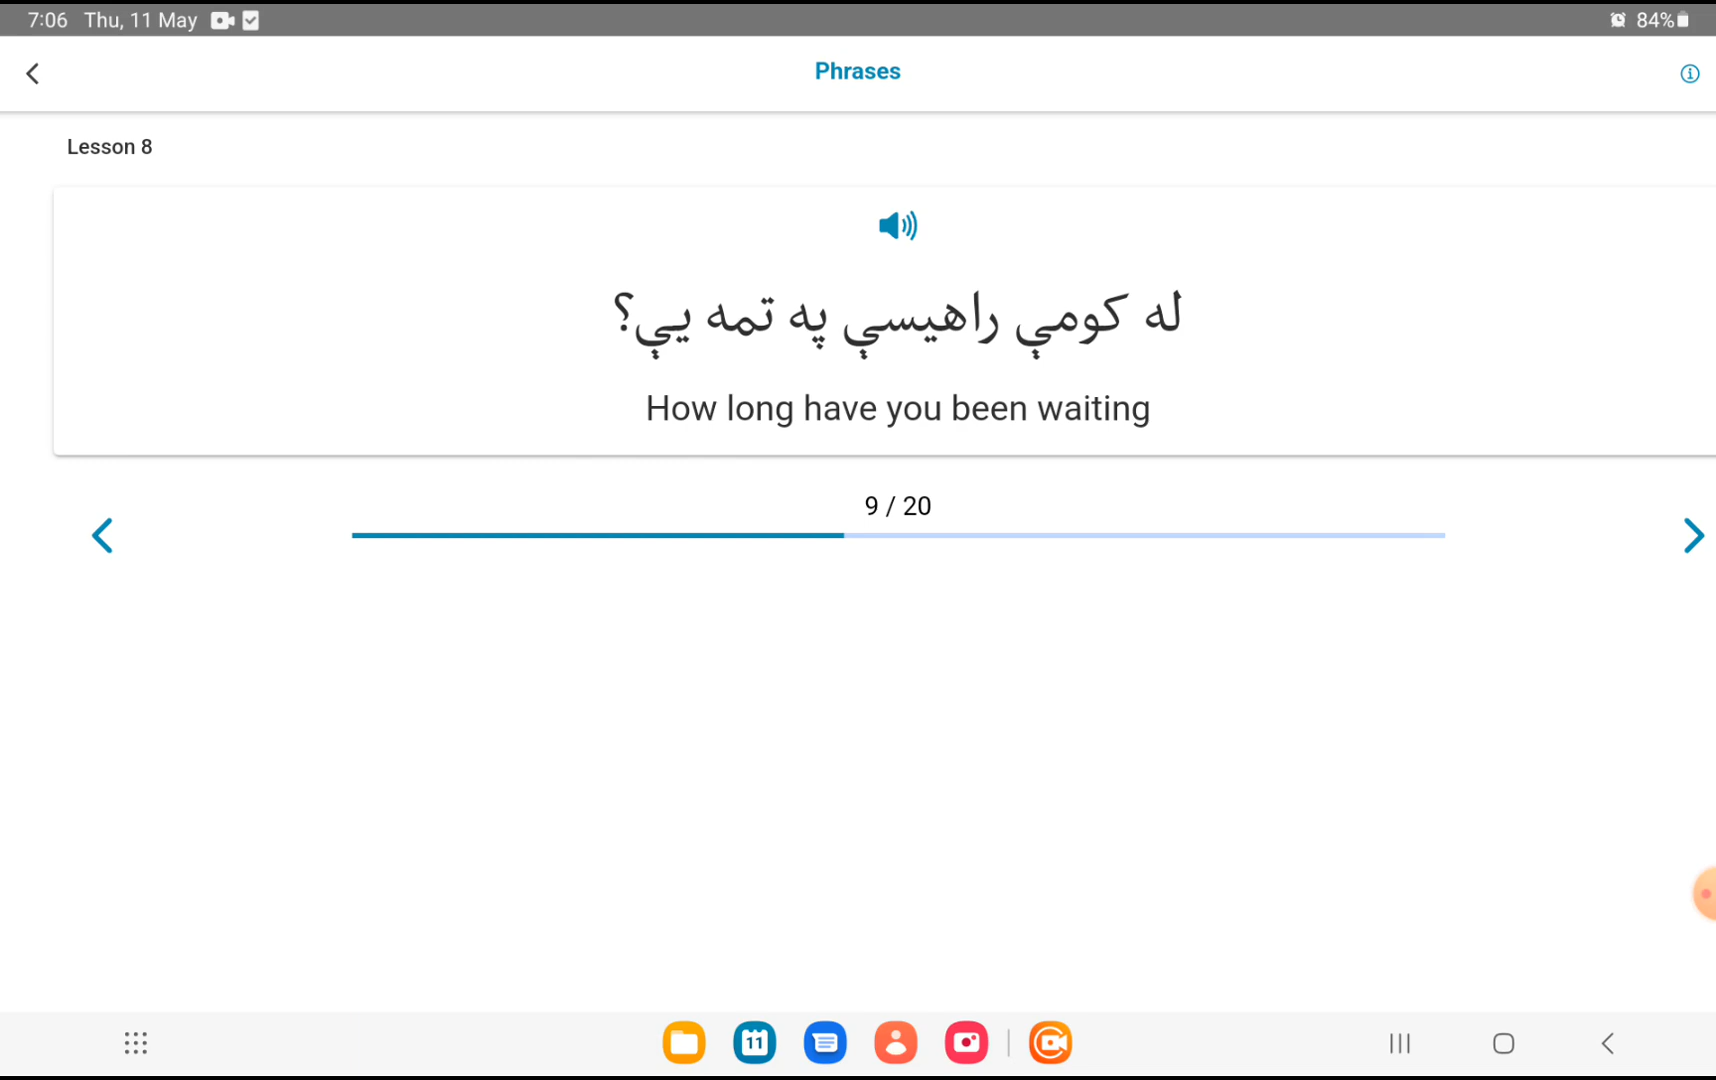 7:06 Thu, 11 May
84%
Phrases
Lesson 8
له کومې راهیسې په تمه یې؟
How long have you been waiting
9 / 20
11